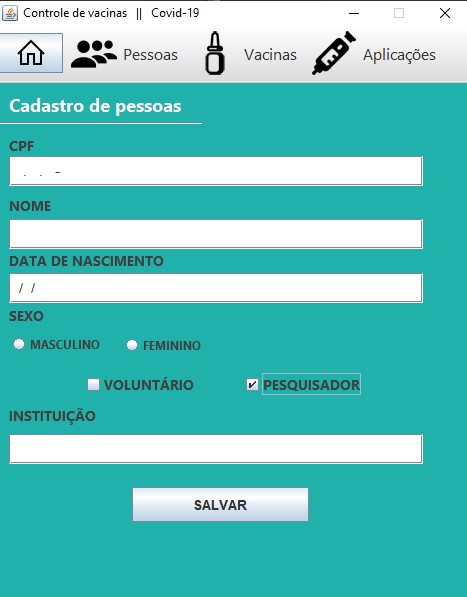 Controle de vacinas || Covid-19
Pessoas Vacinas Aplicações
Cadastro de pessoas
CPF
. . -
NOME
DATA DE NASCIMENTO
/ /
SEXO
MASCULINO FEMININO
VOLUNTÁRIO PESQUISADOR
INSTITUIÇÃO
SALVAR